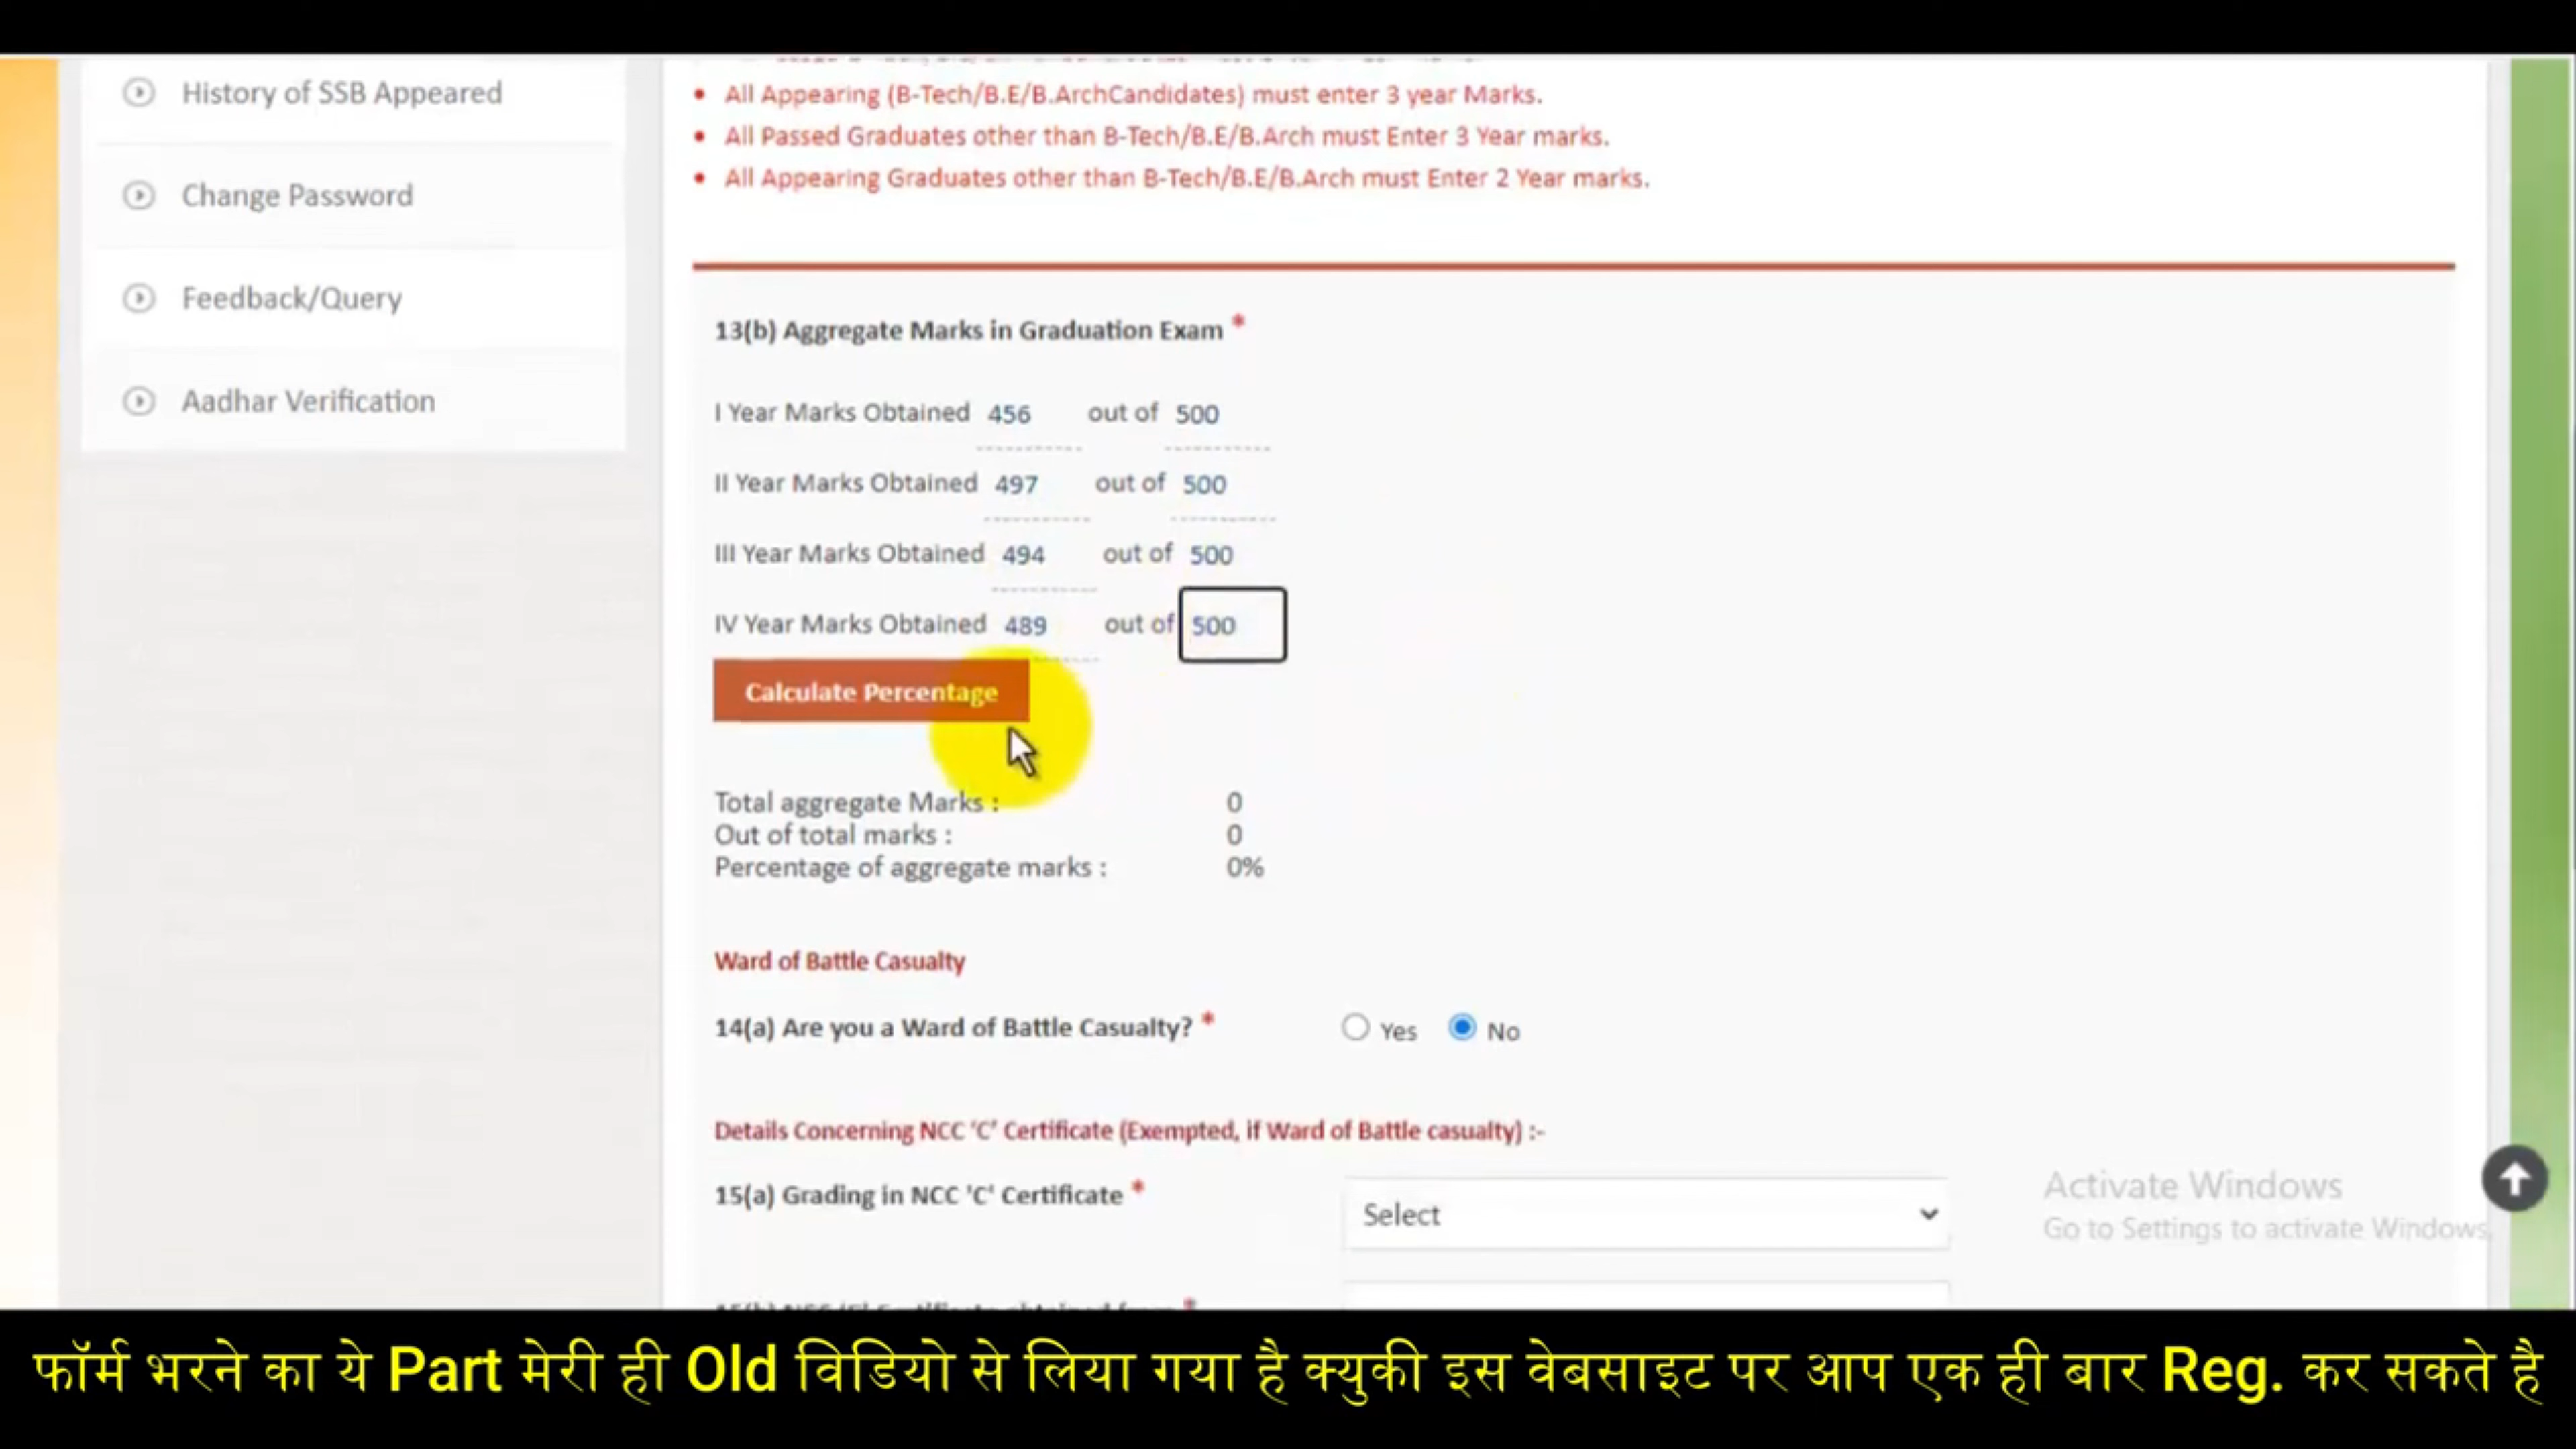 History of SSB Appeared
Change Password
Feedback/Query
Aadhar Verification
All Appearing (B-Tech/B.E/B.ArchCandidates) must enter 3 year Marks.
All Passed Graduates other than B-Tech/B.E/B.Arch must Enter 3 Year marks.
All Appearing Graduates other than B-Tech/B.E/B.Arch must Enter 2 Year marks.
13(b) Aggregate Marks in Graduation Exam *
I Year Marks Obtained 456 out of 500
II Year Marks Obtained 497 out of 500
III Year Marks Obtained 494 out of 500
IV Year Marks Obtained 489 out of 500
Calculate Percentage
Total aggregate Marks : 0
Out of total marks : 0
Percentage of aggregate marks : 0%
Ward of Battle Casualty
14(a) Are you a Ward of Battle Casualty? * Yes No
Details Concerning NCC 'C' Certificate (Exempted, if Ward of Battle casualty) :-
15(a) Grading in NCC 'C' Certificate * Select
Activate Windows
Go to Settings to activate Windows.
फॉर्म भरने का ये Part मेरी ही Old विडियो से लिया गया है क्युकी इस वेबसाइट पर आप एक ही बार Reg. कर सकते है